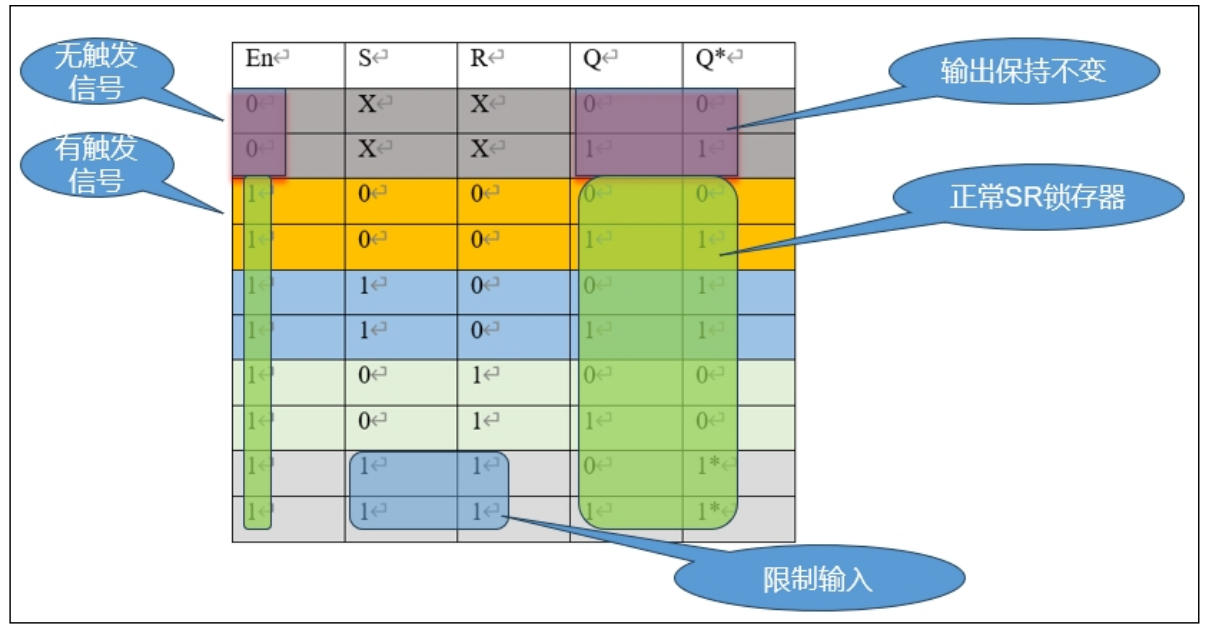 无触发
信号
有触发
信号
En↵ S↵ R↵ Q↵ Q*↵
0↵ X↵ X↵ 0↵ 0↵
0↵ X↵ X↵ 1↵ 1↵
1↵ 0↵ 0↵ 0↵ 0↵
1↵ 0↵ 0↵ 1↵ 1↵
1↵ 1↵ 0↵ 0↵ 1↵
1↵ 1↵ 0↵ 1↵ 1↵
1↵ 0↵ 1↵ 0↵ 0↵
1↵ 0↵ 1↵ 1↵ 0↵
1↵ 1↵ 1↵ 0↵ 1*↵
1↵ 1↵ 1↵ 1↵ 1*↵
输出保持不变
正常SR锁存器
限制输入